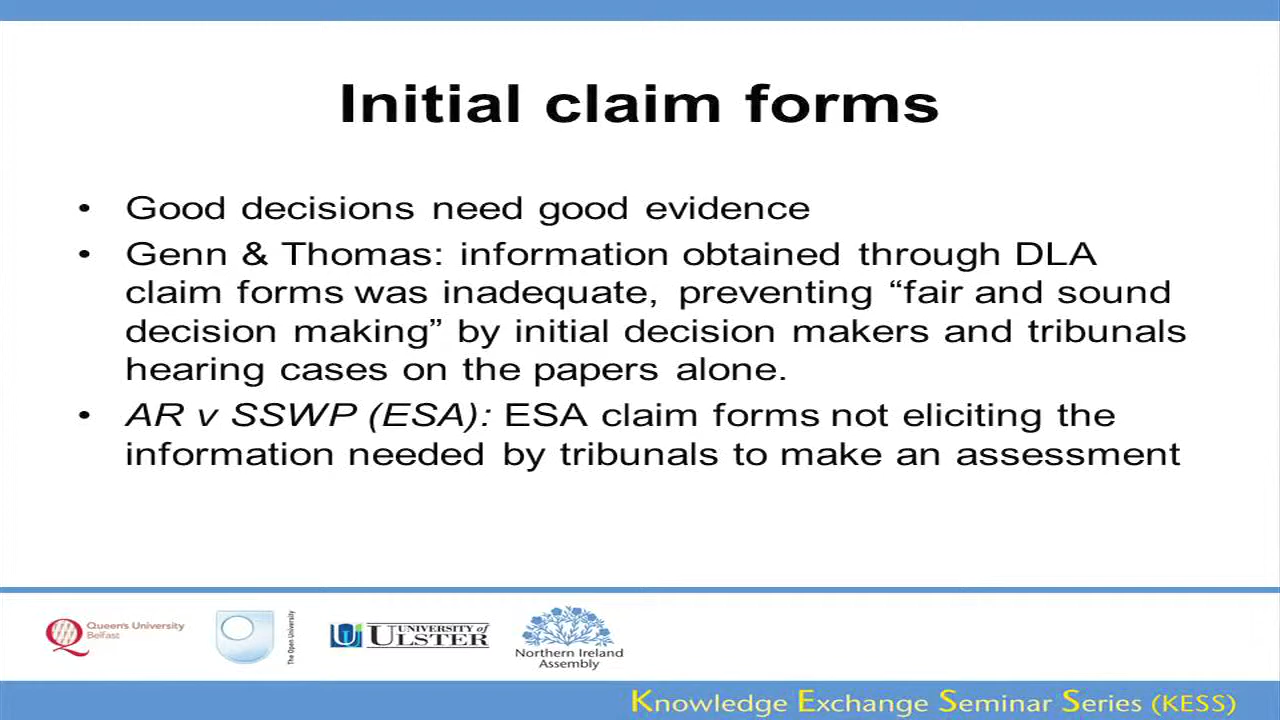 Initial claim forms
• Good decisions need good evidence
• Genn & Thomas: information obtained through DLA
claim forms was inadequate, preventing “fair and sound
decision making” by initial decision makers and tribunals
hearing cases on the papers alone.
• AR v SSWP (ESA): ESA claim forms not eliciting the
information needed by tribunals to make an assessment
Queen's University
Belfast
The Open University
UNIVERSITY of
ULSTER
Northern Ireland
Assembly
Knowledge Exchange Seminar Series (KESS)